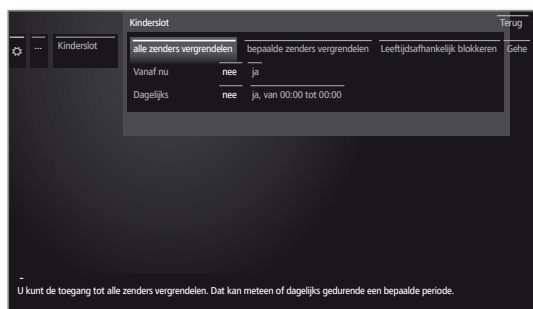 Kinderslot Terug
... Kinderslot alle zenders vergrendelen bepaalde zenders vergrendelen Leeftijdsafhankelijk blokkeren Gehe
Vanaf nu nee ja
Dagelijks nee ja, van 00:00 tot 00:00
U kunt de toegang tot alle zenders vergrendelen. Dat kan meteen of dagelijks gedurende een bepaalde periode.